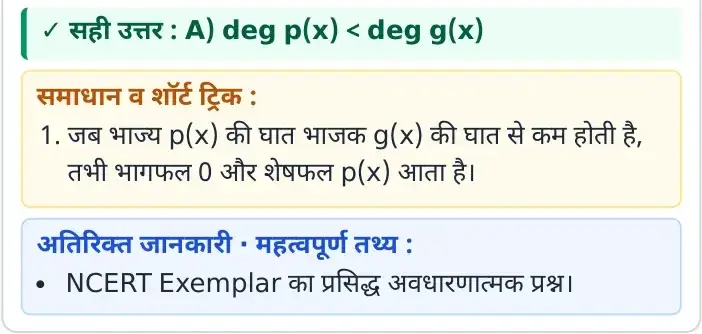 ✓ सही उत्तर : A) deg p(x) < deg g(x)
समाधान व शॉर्ट ट्रिक :
1. जब भाज्य p(x) की घात भाजक g(x) की घात से कम होती है,
तभी भागफल 0 और शेषफल p(x) आता है।
अतिरिक्त जानकारी · महत्वपूर्ण तथ्य :
• NCERT Exemplar का प्रसिद्ध अवधारणात्मक प्रश्न।